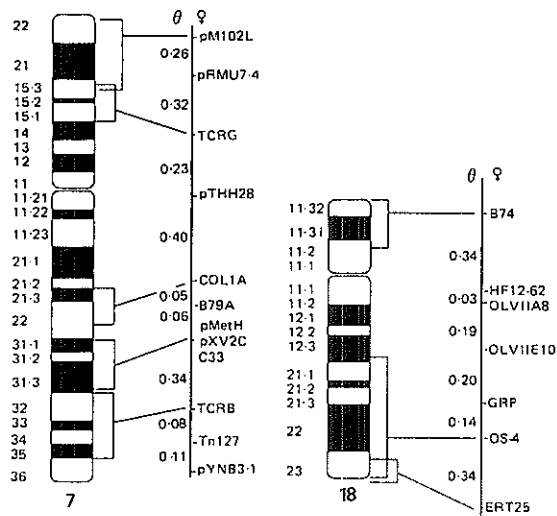 22
21
15·3
15·2
15·1
14
13
12
11
11·21
11·22
11·23
21·1
21·2
21·3
22
31·1
31·2
31·3
32
33
34
35
36
7
θ ♀
pM102L
0·26
pRMU7·4
0·32
TCRG
0·23
pTHH28
0·40
COL1A
0·05
B79A
0·06
pMetH
pXV2C
C33
0·34
TCRB
0·08
Tn127
0·11
pYNB3·1
11·32
11·31
11·2
11·1
11·1
11·2
12·1
12·2
12·3
21·1
21·2
21·3
22
23
18
θ ♀
B74
0·34
HF12-62
0·03
OLVIIA8
0·19
OLVIIE10
0·20
GRP
0·14
OS-4
0·34
ERT25